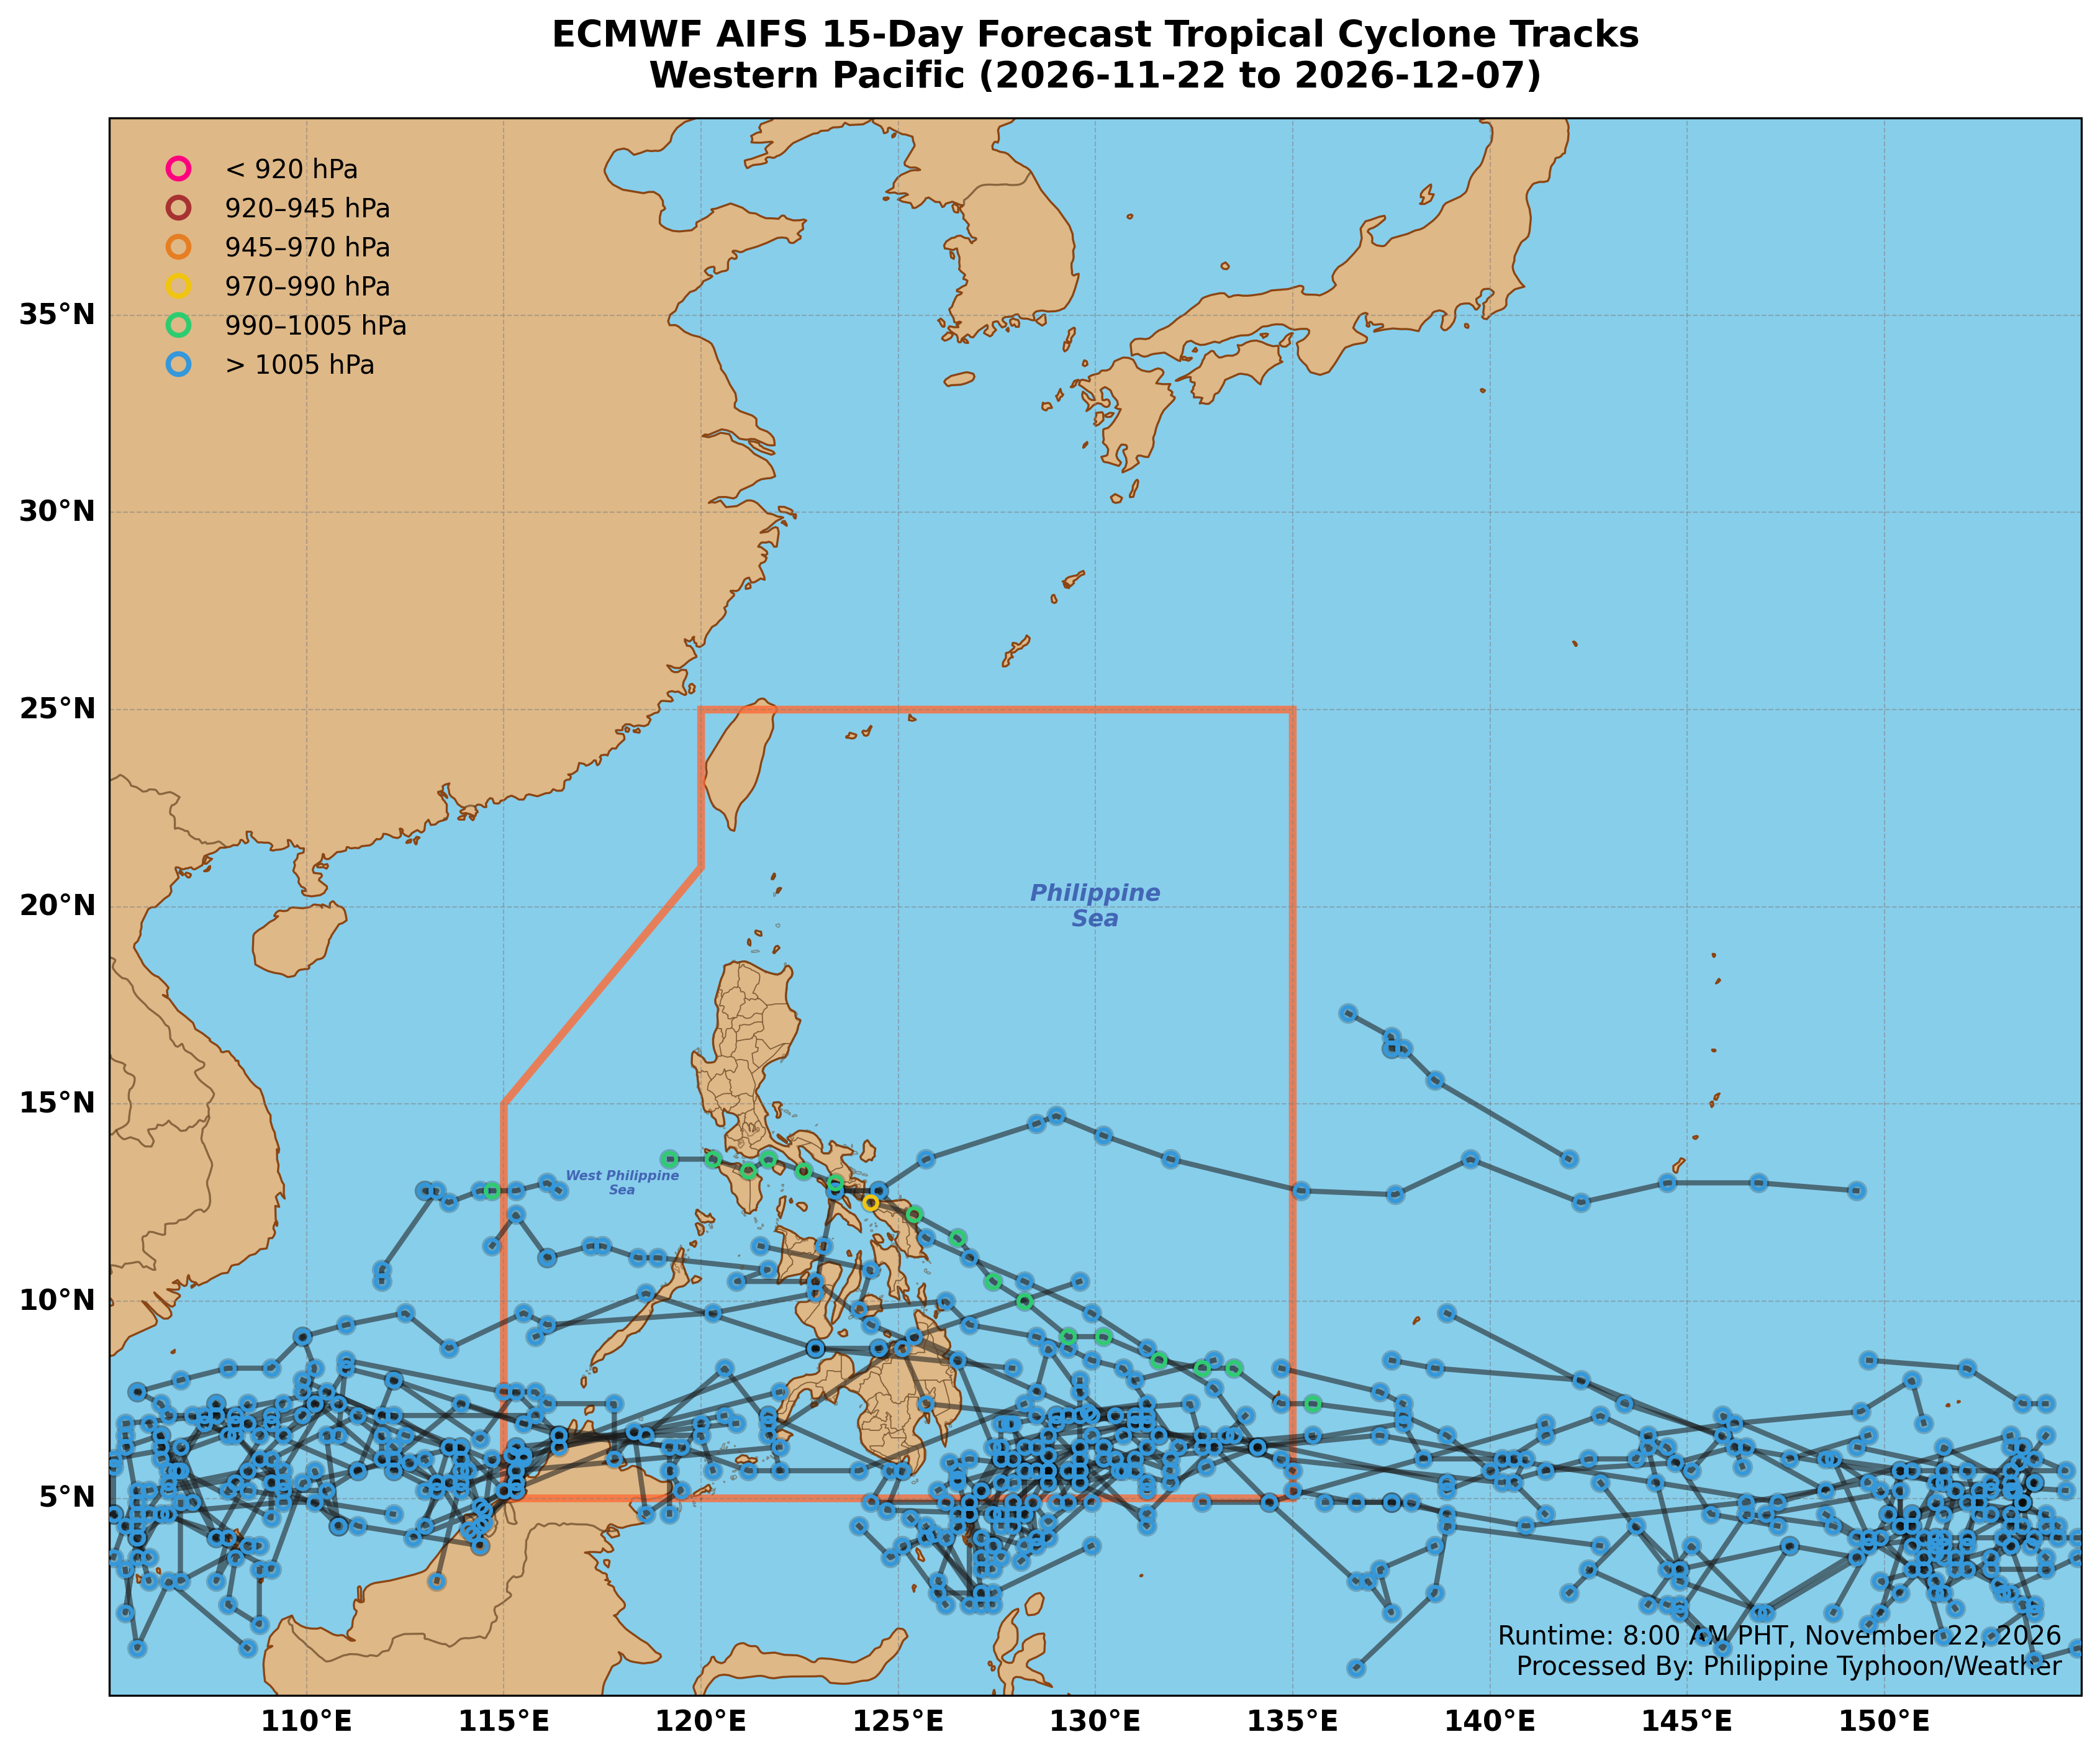 ECMWF AIFS 15-Day Forecast Tropical Cyclone Tracks
Western Pacific (2026-11-22 to 2026-12-07)
< 920 hPa
920–945 hPa
945–970 hPa
970–990 hPa
990–1005 hPa
> 1005 hPa
35°N
30°N
25°N
20°N
15°N
10°N
5°N
Philippine
Sea
West Philippine
Sea
Runtime: 8:00 AM PHT, November 22, 2026
Processed By: Philippine Typhoon/Weather
110°E
115°E
120°E
125°E
130°E
135°E
140°E
145°E
150°E